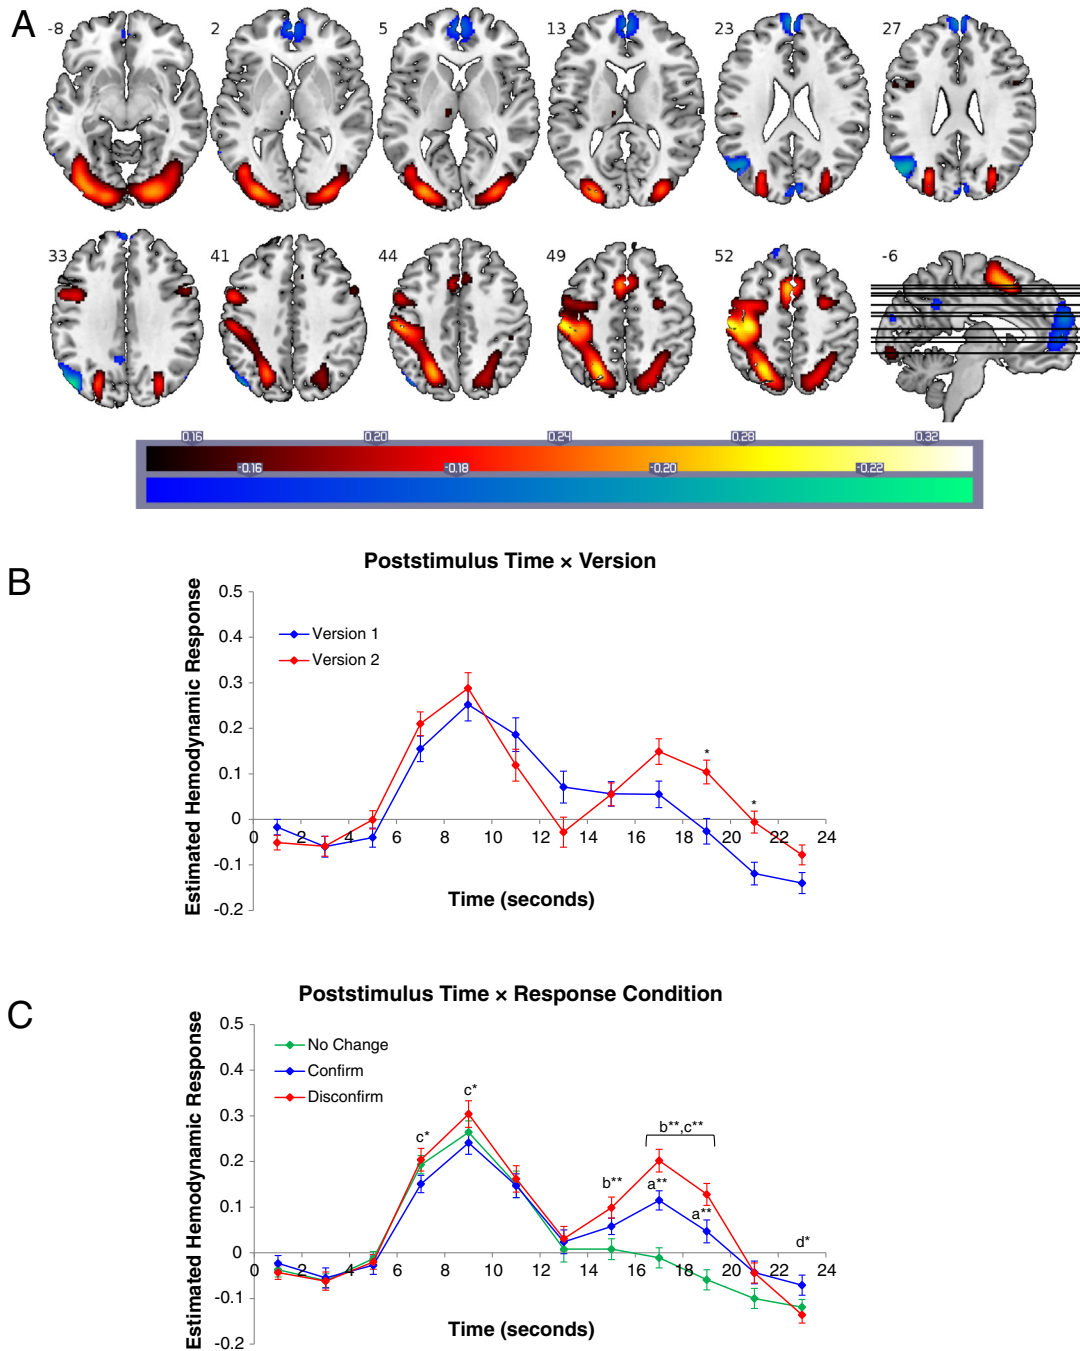 A
-8 2 5 13 23 27
33 41 44 49 52 -6
0.16 0.20 0.24 0.28 0.32
-0.16 -0.18 -0.20 -0.22
B
Poststimulus Time × Version
Estimated Hemodynamic Response
0.5
0.4
0.3
0.2
0.1
0
-0.1
-0.2
Version 1
Version 2
*
*
0 2 4 6 8 10 12 14 16 18 20 22 24
Time (seconds)
C
Poststimulus Time × Response Condition
Estimated Hemodynamic Response
0.5
0.4
0.3
0.2
0.1
0
-0.1
-0.2
No Change
Confirm
Disconfirm
c*
c*
b**,c**
b**
a**
a**
d*
0 2 4 6 8 10 12 14 16 18 20 22 24
Time (seconds)